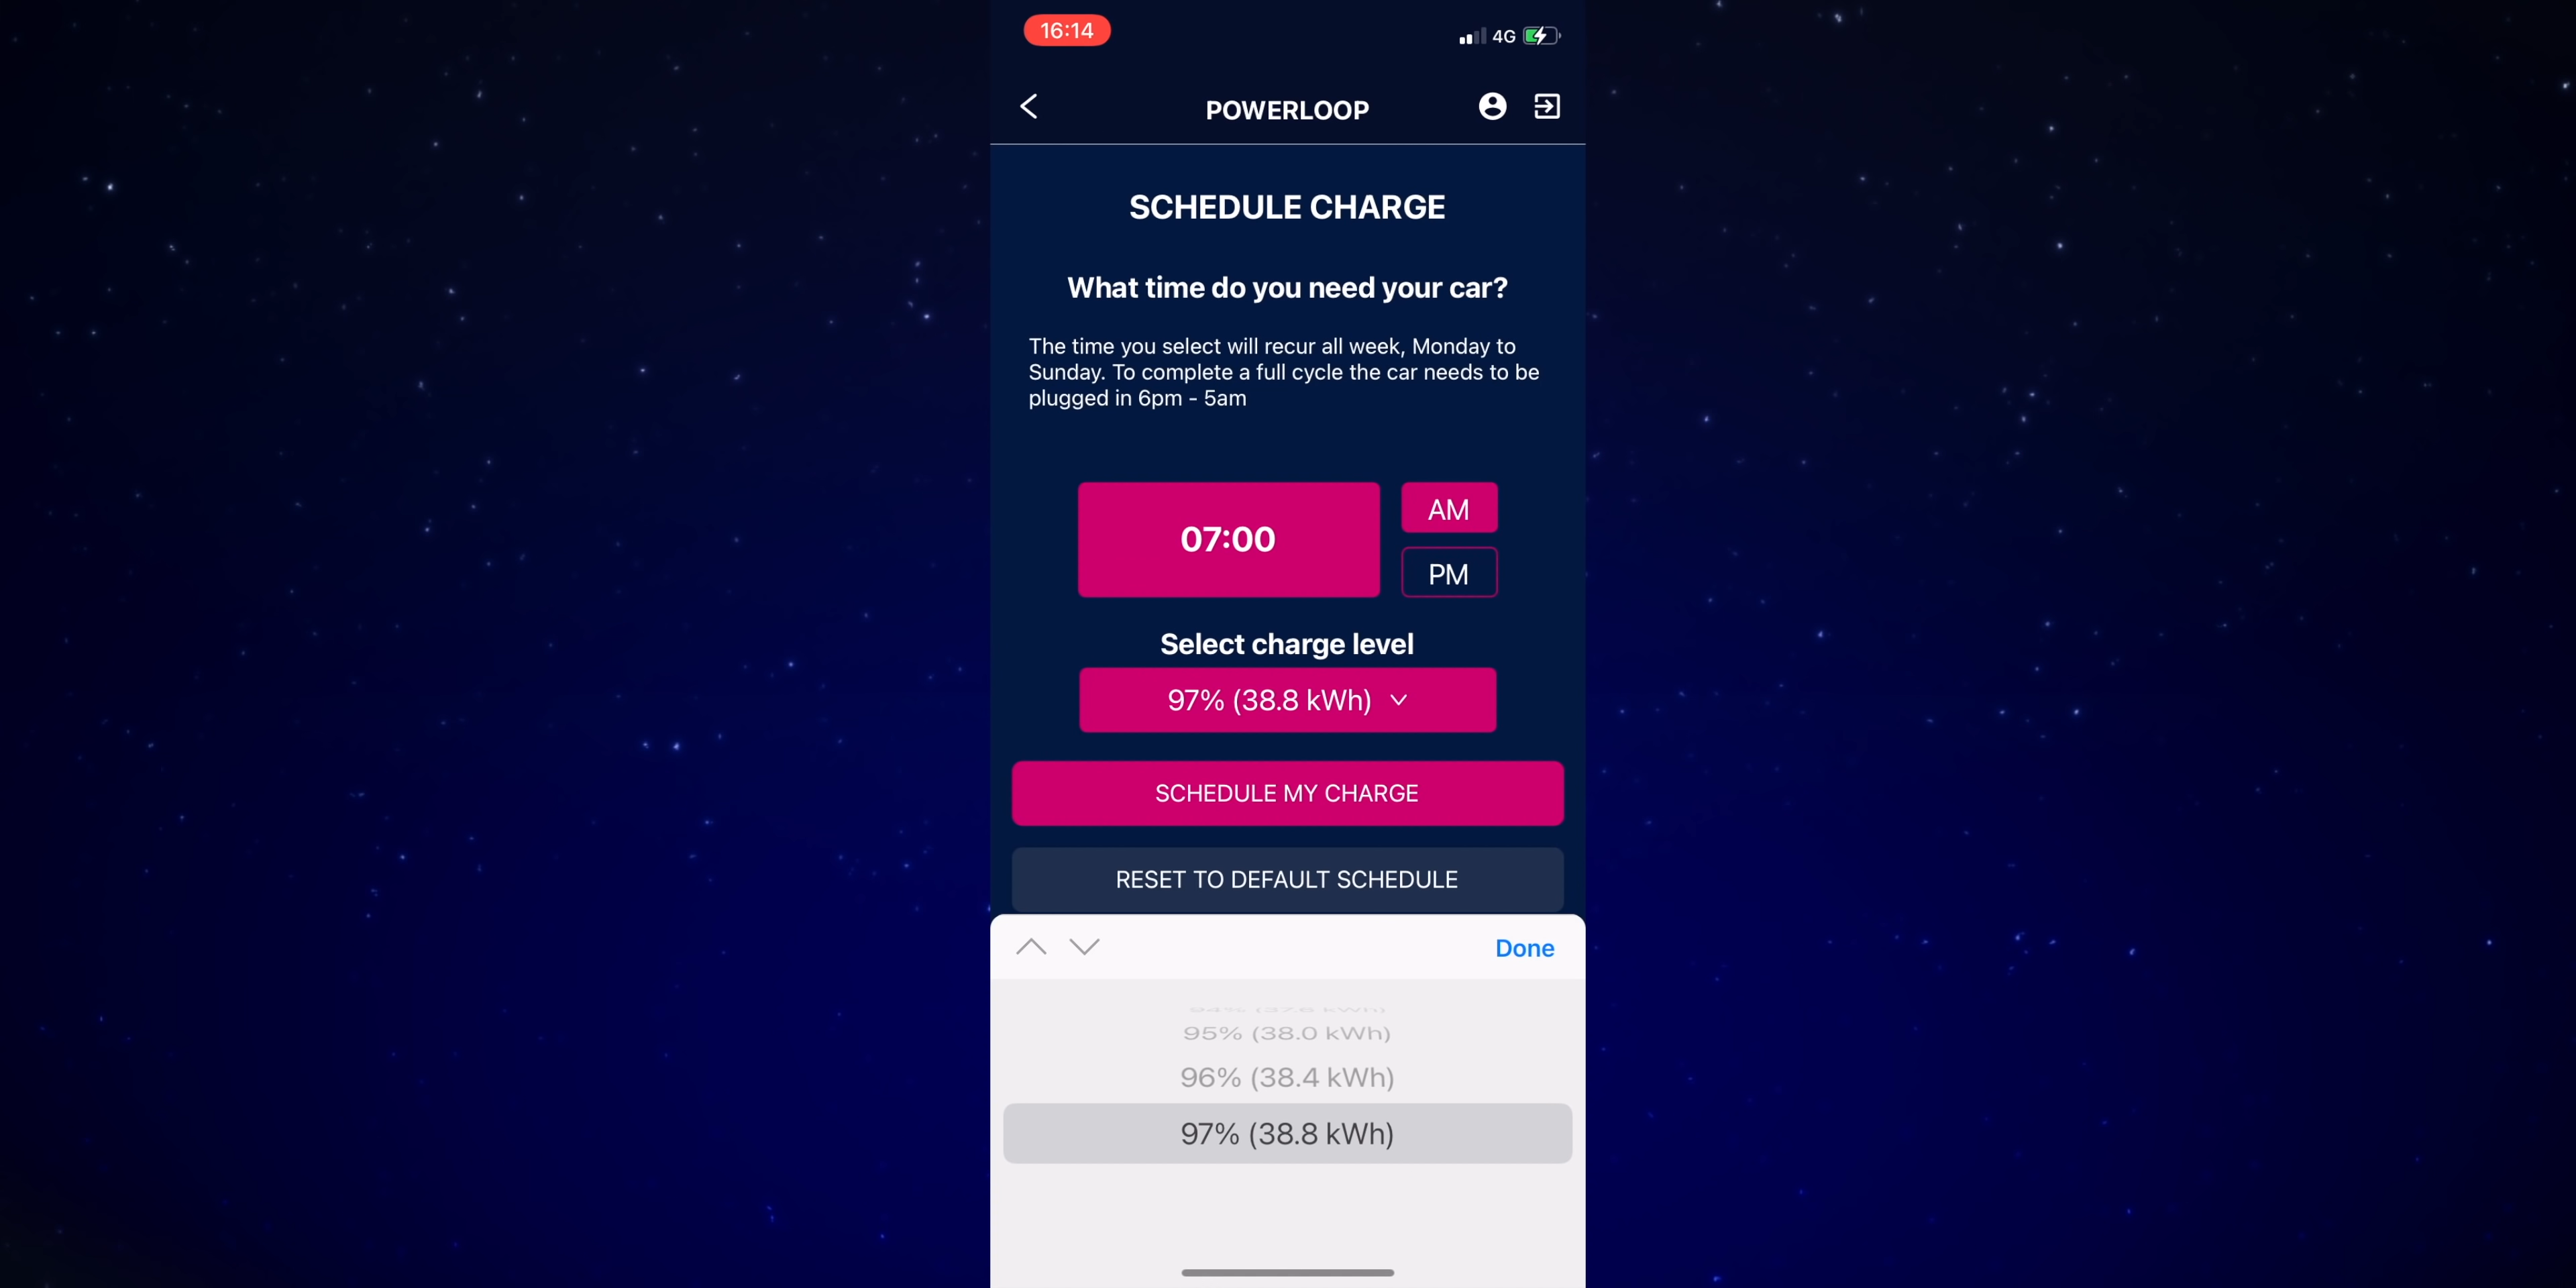 16:14
4G
POWERLOOP
SCHEDULE CHARGE
What time do you need your car?
The time you select will recur all week, Monday to
Sunday. To complete a full cycle the car needs to be
plugged in 6pm - 5am
07:00
AM
PM
Select charge level
97% (38.8 kWh)
SCHEDULE MY CHARGE
RESET TO DEFAULT SCHEDULE
Done
95% (38.0 kWh)
96% (38.4 kWh)
97% (38.8 kWh)